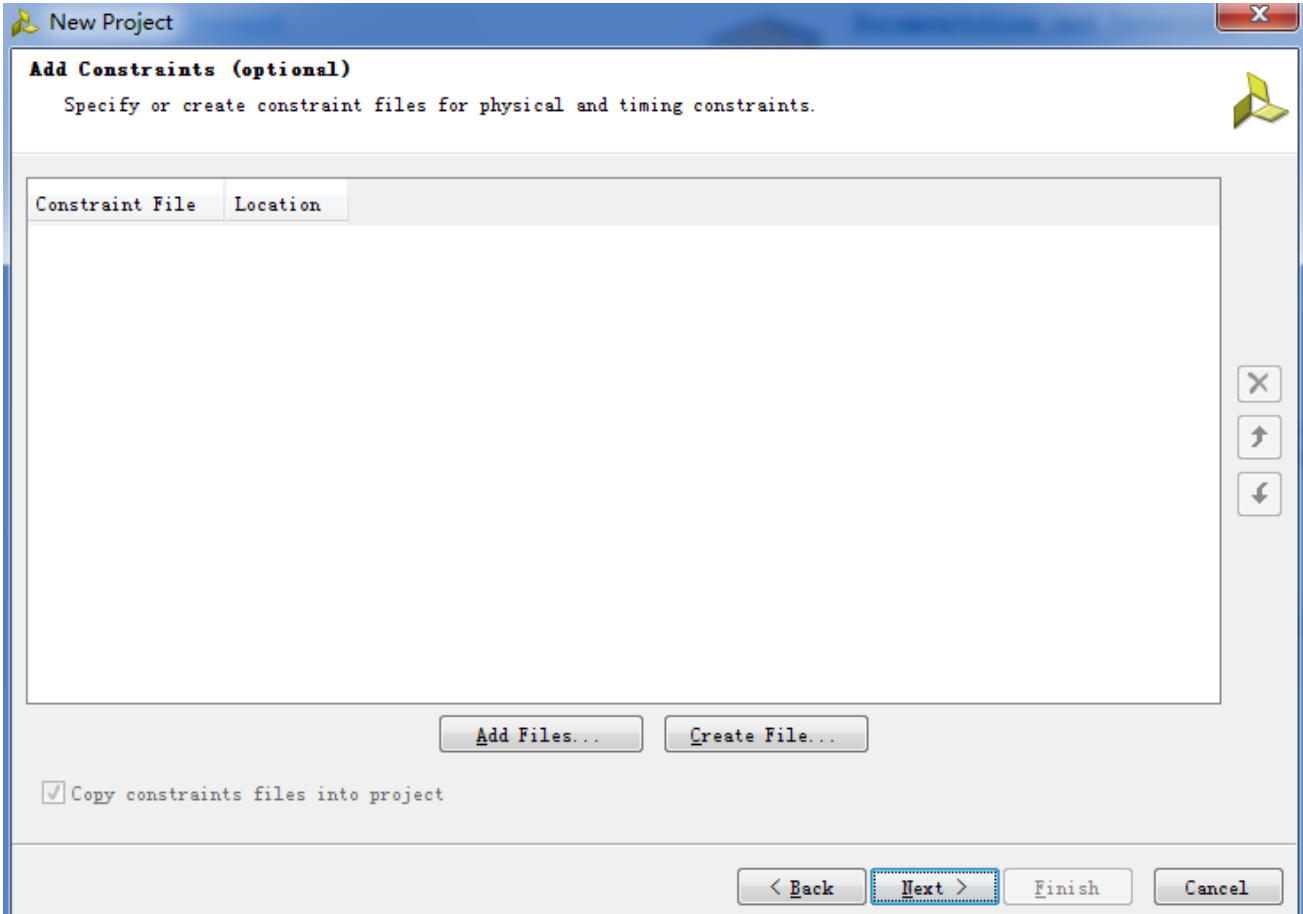 New Project
Add Constraints (optional)
Specify or create constraint files for physical and timing constraints.
Constraint File Location
Add Files... Create File...
Copy constraints files into project
< Back Next > Finish Cancel